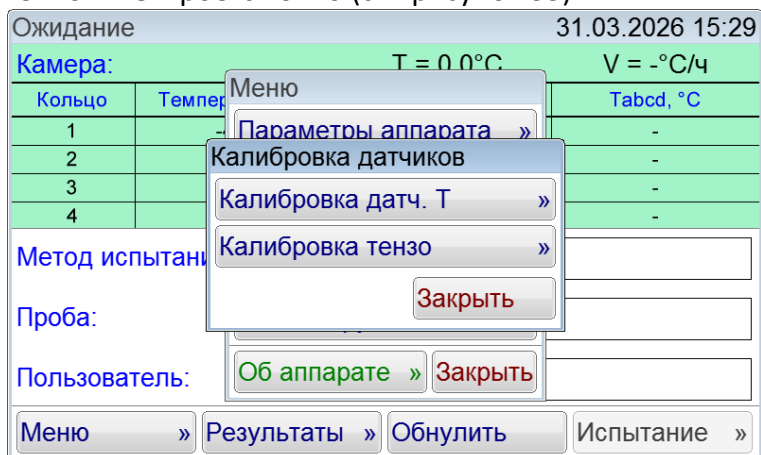 Ожидание 31.03.2026 15:29
Камера: T = 0.0°C V = -°C/ч
Меню
Кольцо Tabcd, °C
Параметры аппарата »
1 -
Калибровка датчиков
2 -
3 -
Калибровка датч. Т »
4 -
Калибровка тензо »
Метод
Закрыть
Проба:
Об аппарате » Закрыть
Пользователь:
Меню » Результаты » Обнулить Испытание »